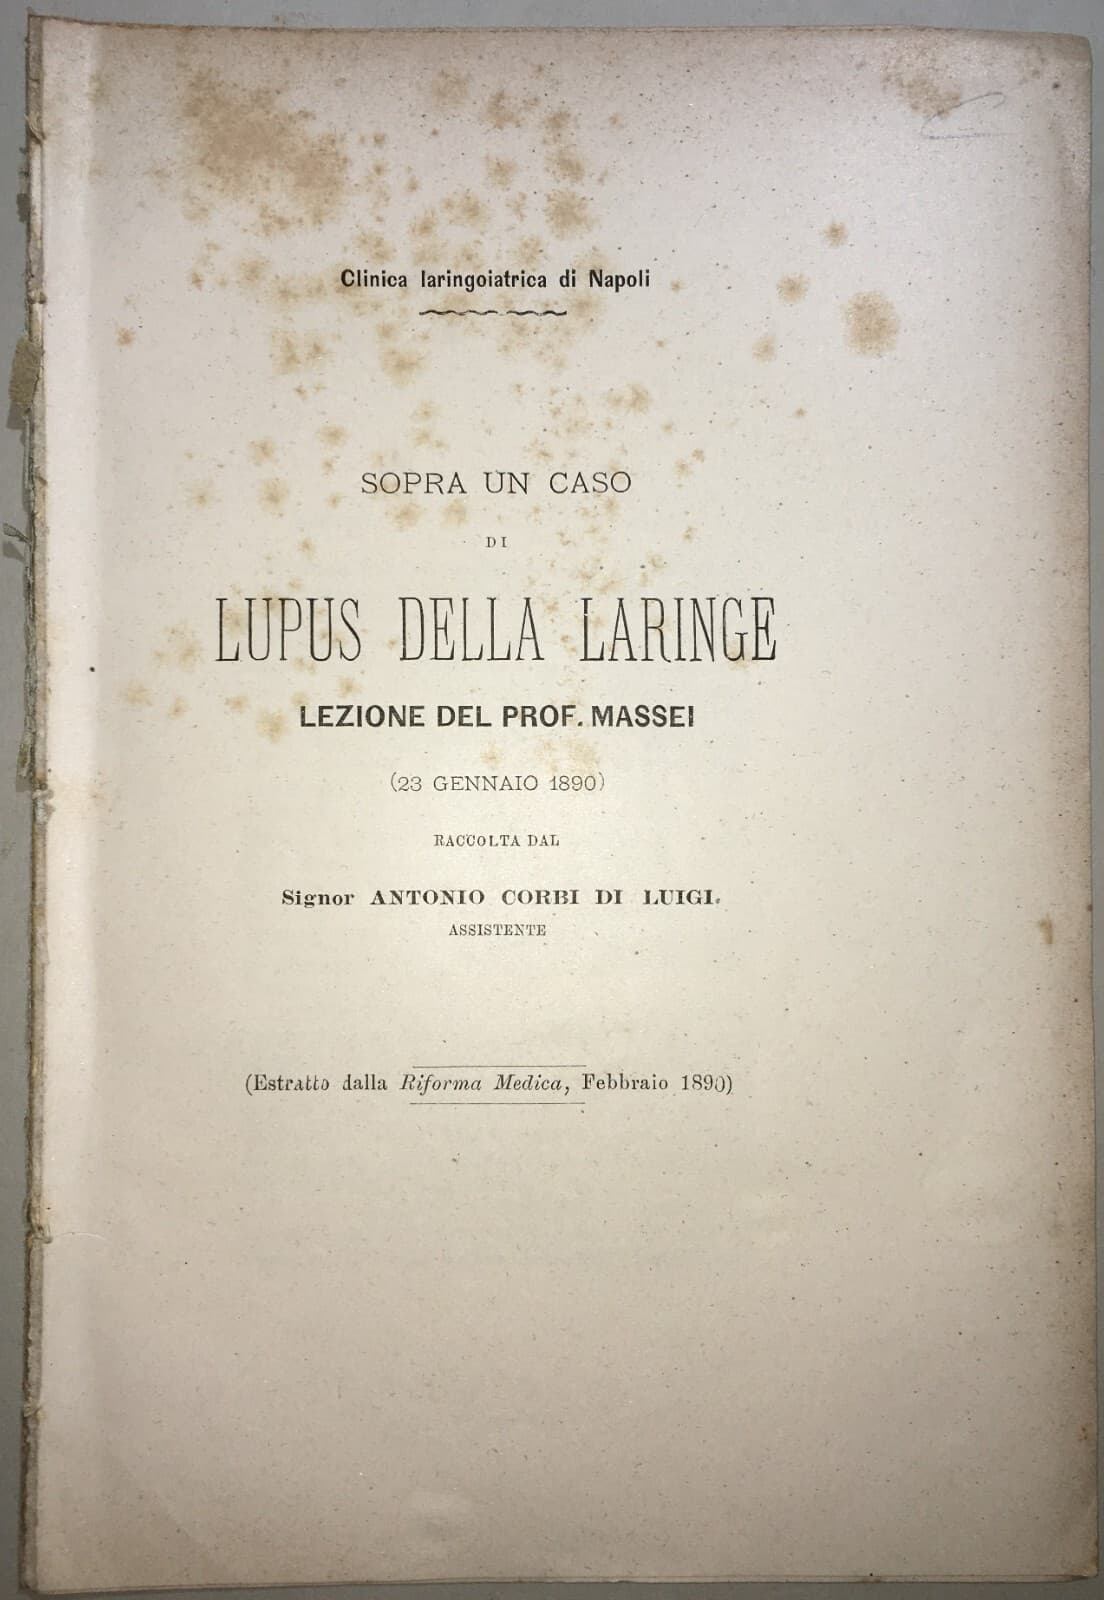 Clinica laringoiatrica di Napoli
SOPRA UN CASO
DI
LUPUS DELLA LARINGE
LEZIONE DEL PROF. MASSEI
(23 GENNAIO 1890)
RACCOLTA DAL
Signor ANTONIO CORBI DI LUIGI.
ASSISTENTE
(Estratto dalla Riforma Medica, Febbraio 1890)